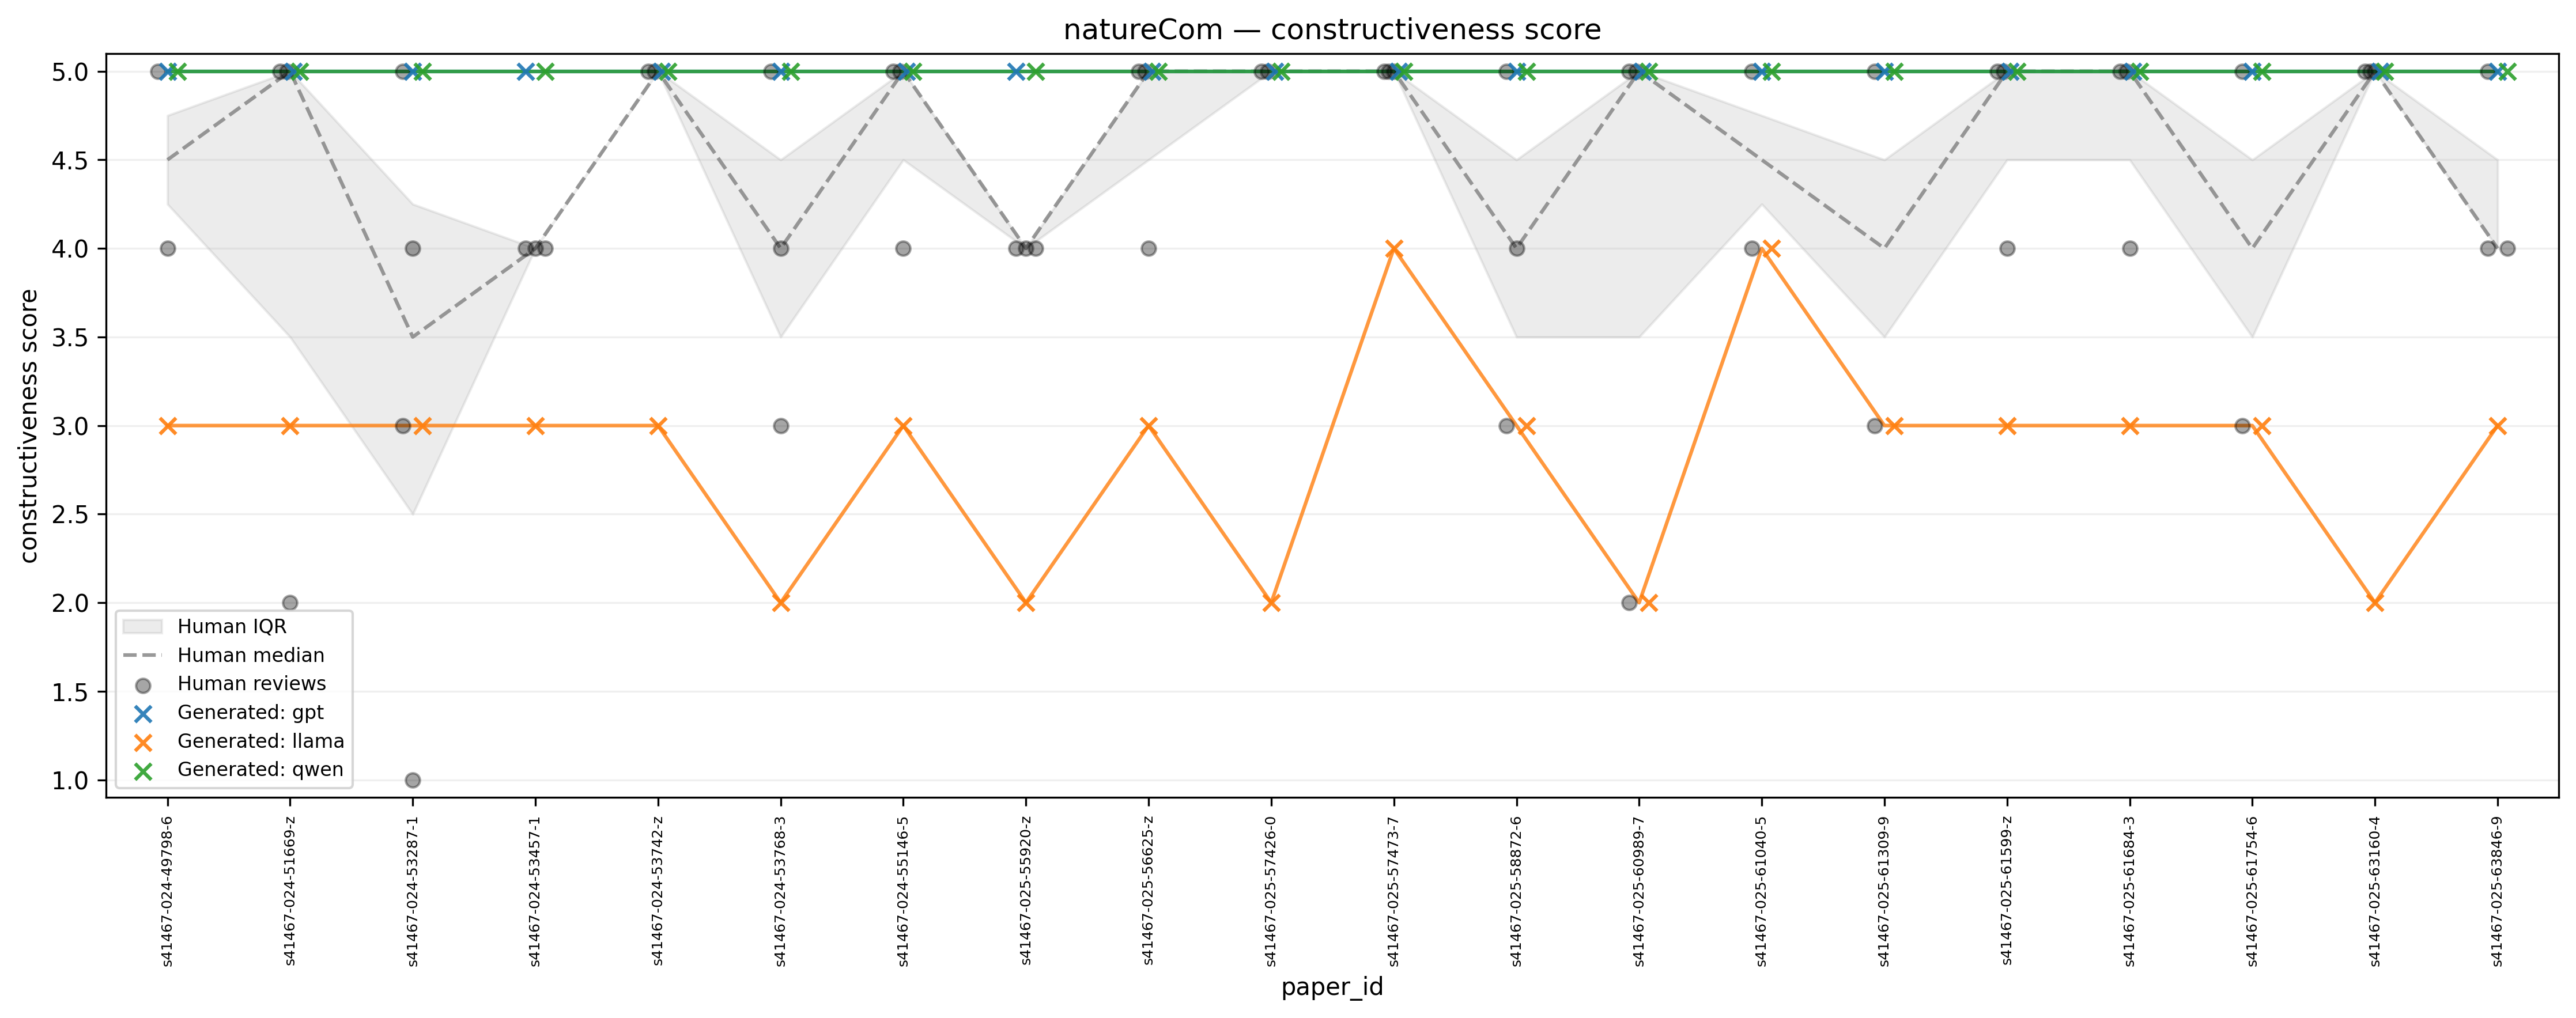 natureCom — constructiveness score
constructiveness score
5.0
4.5
4.0
3.5
3.0
2.5
2.0
1.5
1.0
Human IQR
Human median
Human reviews
Generated: gpt
Generated: llama
Generated: qwen
s41467-024-49798-6
s41467-024-51669-z
s41467-024-53287-1
s41467-024-53457-1
s41467-024-53742-z
s41467-024-53768-3
s41467-024-55146-5
s41467-025-55920-z
s41467-025-56625-z
s41467-025-57426-0
s41467-025-57473-7
s41467-025-58872-6
s41467-025-60989-7
s41467-025-61040-5
s41467-025-61309-9
s41467-025-61599-z
s41467-025-61684-3
s41467-025-61754-6
s41467-025-63160-4
s41467-025-63846-9
paper_id